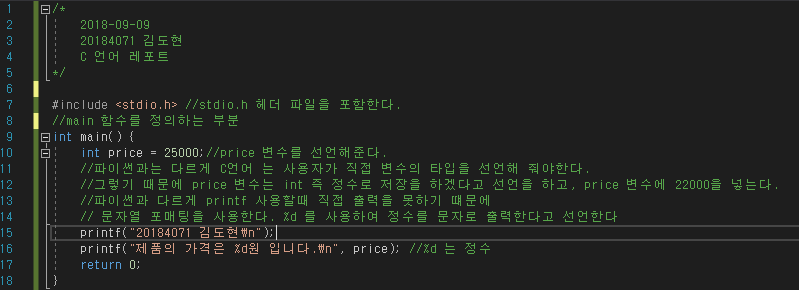 1 /*
2 2018-09-09
3 20184071 김도현
4 C 언어 레포트
5 */
6
7 #include <stdio.h> //stdio.h 헤더 파일을 포함한다.
8 //main 함수를 정의하는 부분
9 int main() {
10 int price = 25000;//price 변수를 선언해준다.
11 //파이썬과는 다르게 C언어 는 사용자가 직접 변수의 타입을 선언해 줘야한다.
12 //그렇기 때문에 price 변수는 int 즉 정수로 저장을 하겠다고 선언을 하고, price 변수에 22000을 넣는다.
13 //파이썬과 다르게 printf 사용할때 직접 출력을 못하기 떄문에
14 // 문자열 포매팅을 사용한다. %d 를 사용하여 정수를 문자로 출력한다고 선언한다
15 printf("20184071 김도현₩n");
16 printf("제품의 가격은 %d원 입니다.₩n", price); //%d 는 정수
17 return 0;
18 }